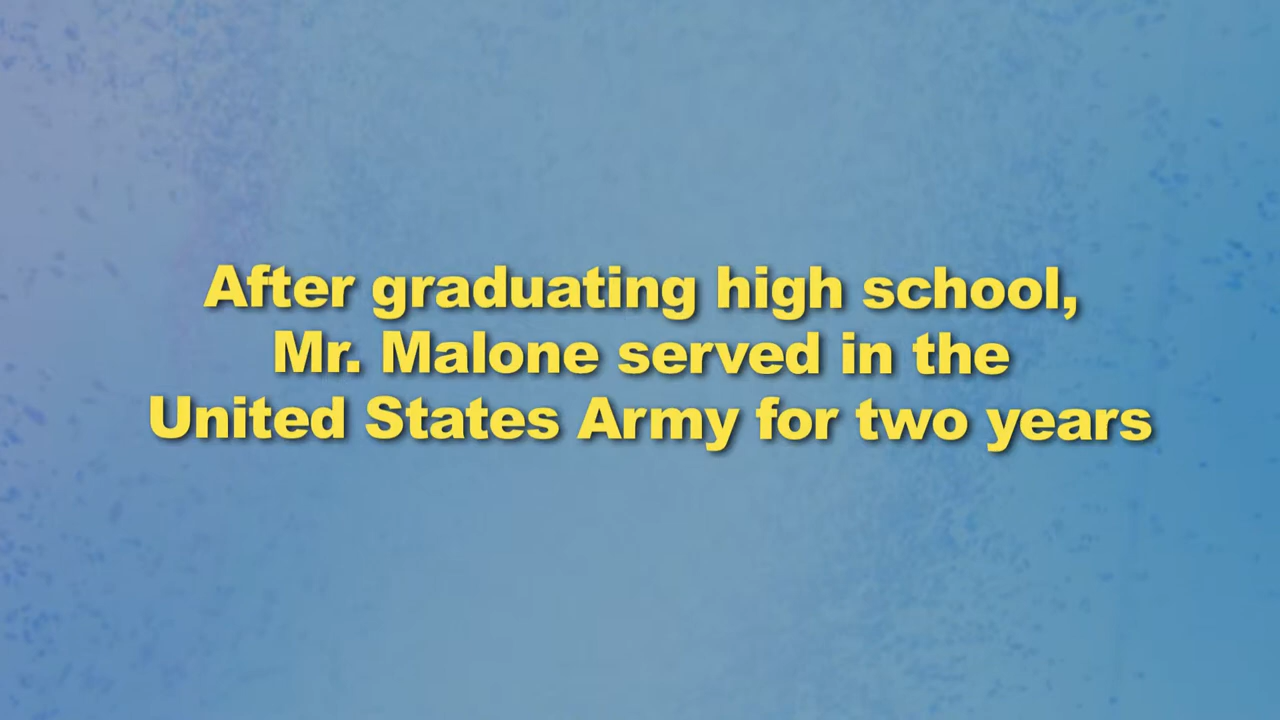 After graduating high school,
Mr. Malone served in the
United States Army for two years